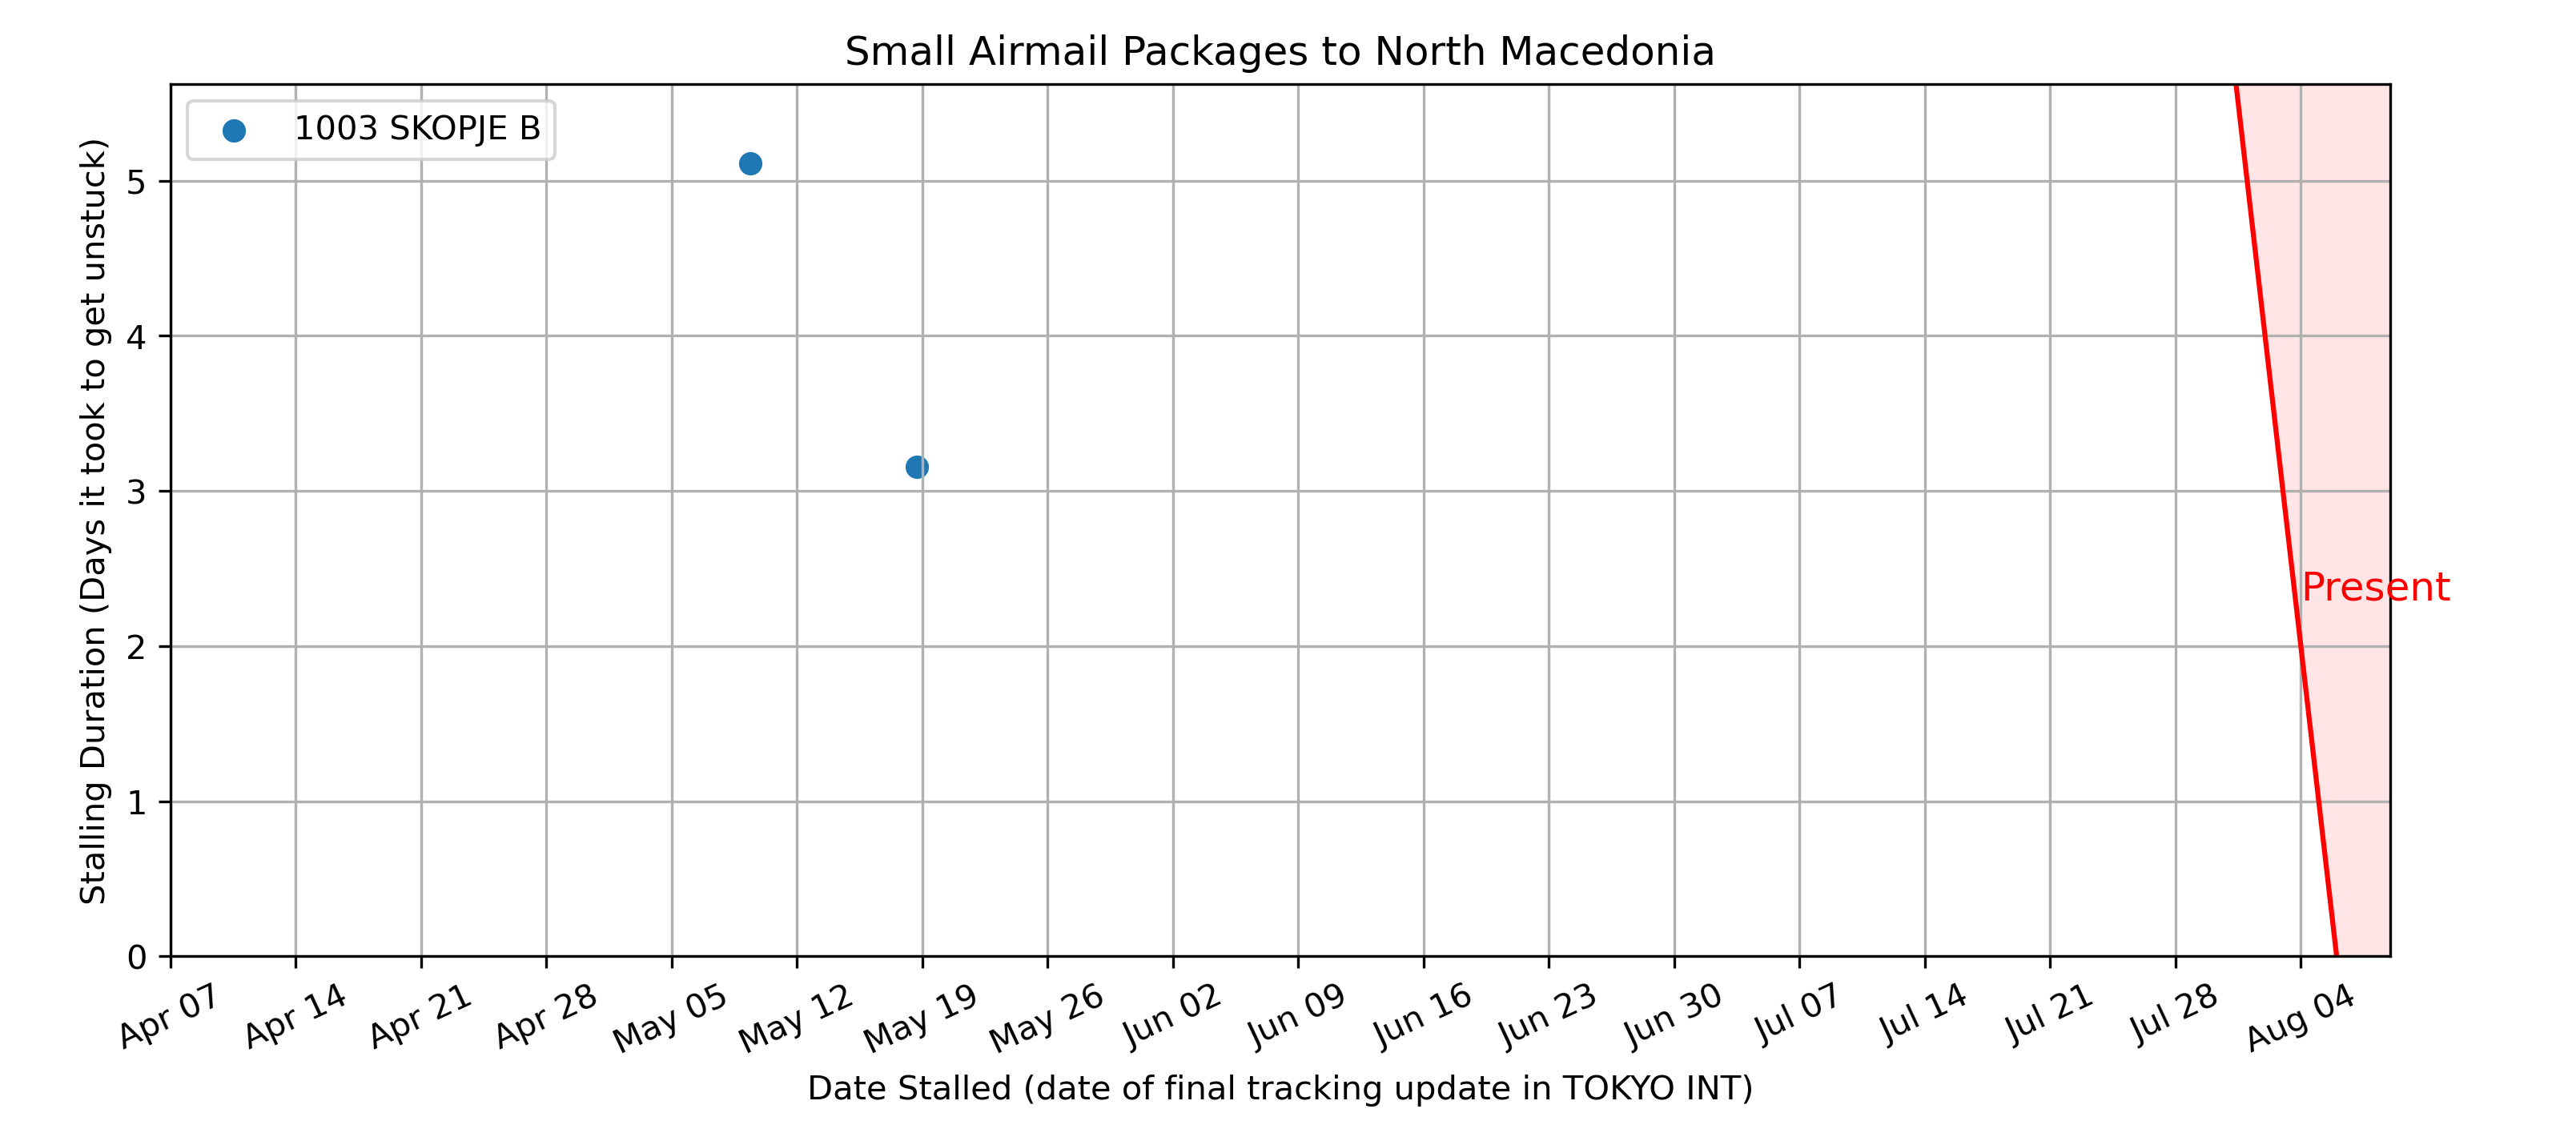 Small Airmail Packages to North Macedonia
1003 SKOPJE B
Stalling Duration (Days it took to get unstuck)
5
4
3
2
1
0
Present
Apr 07
Apr 14
Apr 21
Apr 28
May 05
May 12
May 19
May 26
Jun 02
Jun 09
Jun 16
Jun 23
Jun 30
Jul 07
Jul 14
Jul 21
Jul 28
Aug 04
Date Stalled (date of final tracking update in TOKYO INT)